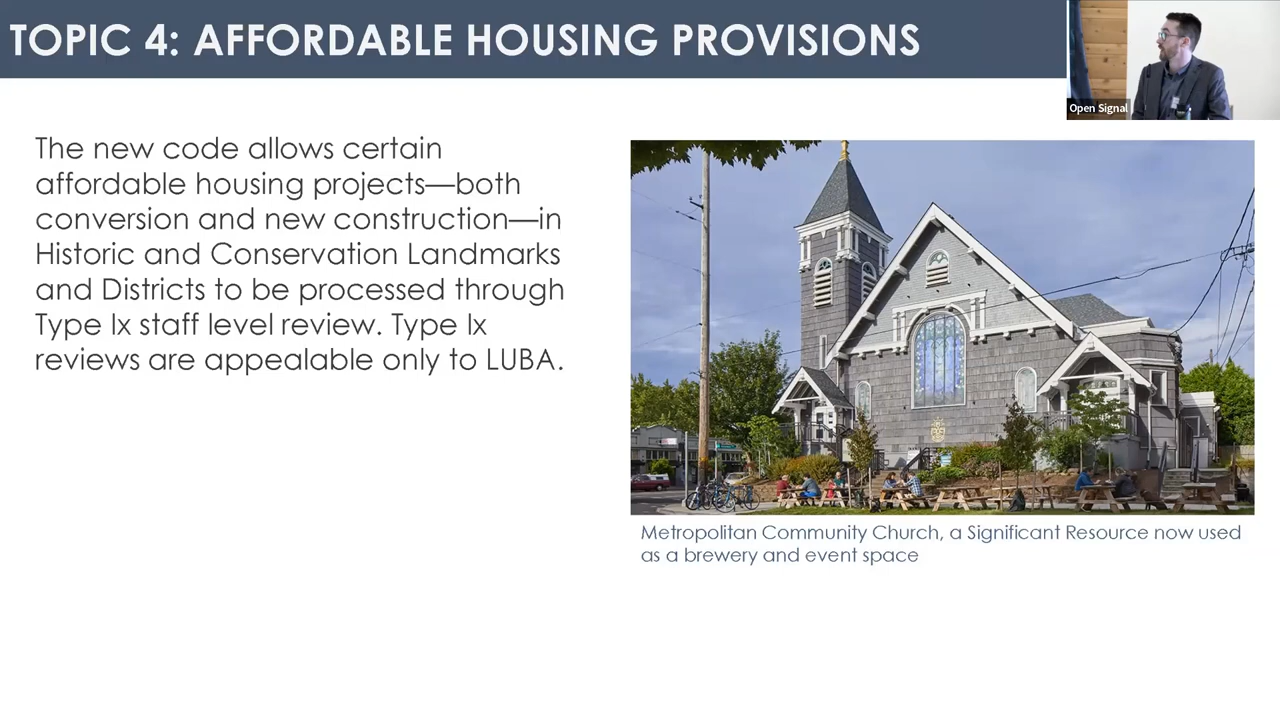 TOPIC 4: AFFORDABLE HOUSING PROVISIONS
Open Signal
The new code allows certain
affordable housing projects—both
conversion and new construction—in
Historic and Conservation Landmarks
and Districts to be processed through
Type Ix staff level review. Type Ix
reviews are appealable only to LUBA.
Metropolitan Community Church, a Significant Resource now used
as a brewery and event space